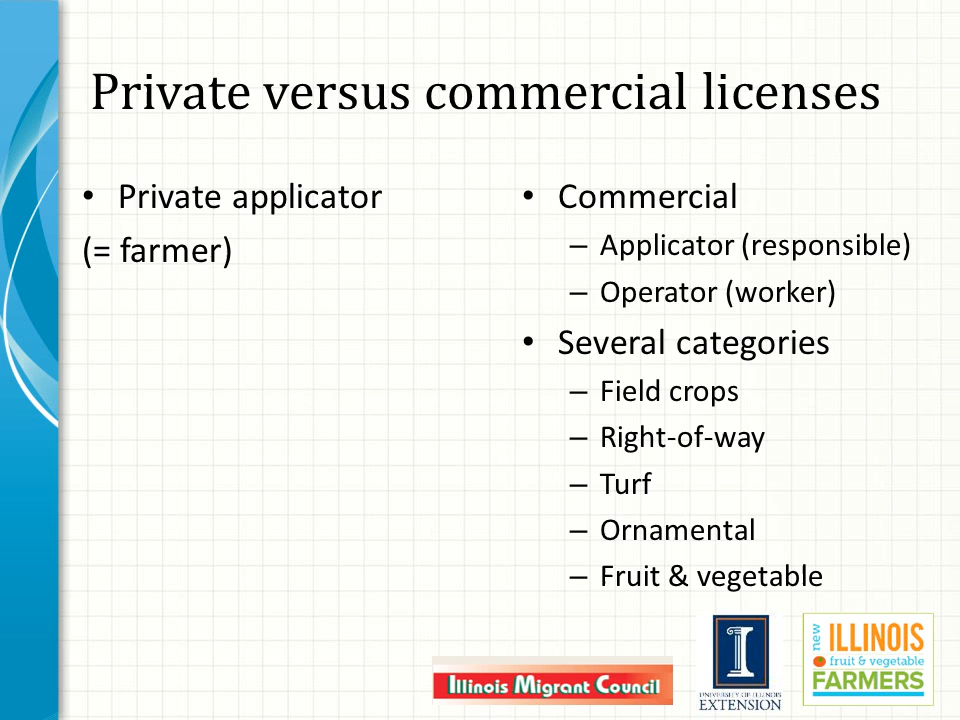 Private versus commercial licenses
• Private applicator
(= farmer)
• Commercial
– Applicator (responsible)
– Operator (worker)
• Several categories
– Field crops
– Right-of-way
– Turf
– Ornamental
– Fruit & vegetable
Illinois Migrant Council
I
UNIVERSITY OF ILLINOIS
EXTENSION
new
ILLINOIS
fruit & vegetable
FARMERS